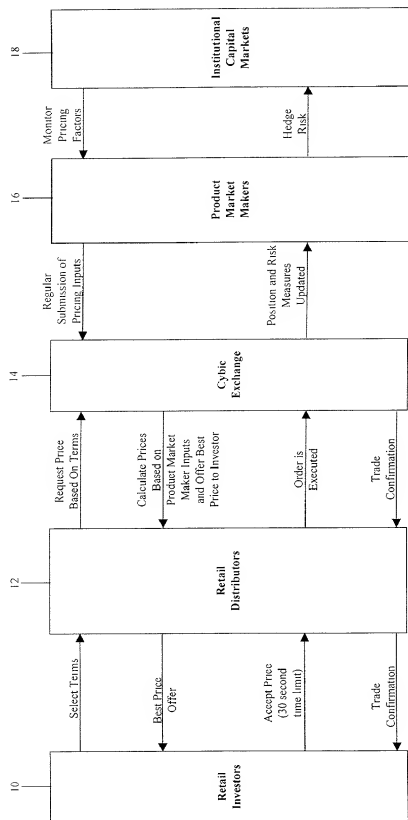 10
12
14
16
18
Retail
Investors
Select Terms
Best Price
Offer
Accept Price
(30 second
time limit)
Trade
Confirmation
Retail
Distributors
Request Price
Based On Terms
Calculate Prices
Based on
Product Market
Maker Inputs
and Offer Best
Price to Investor
Order is
Executed
Trade
Confirmation
Cybic
Exchange
Regular
Submission of
Pricing Inputs
Position and Risk
Measures
Updated
Product
Market
Makers
Monitor
Pricing
Factors
Hedge
Risk
Institutional
Capital
Markets